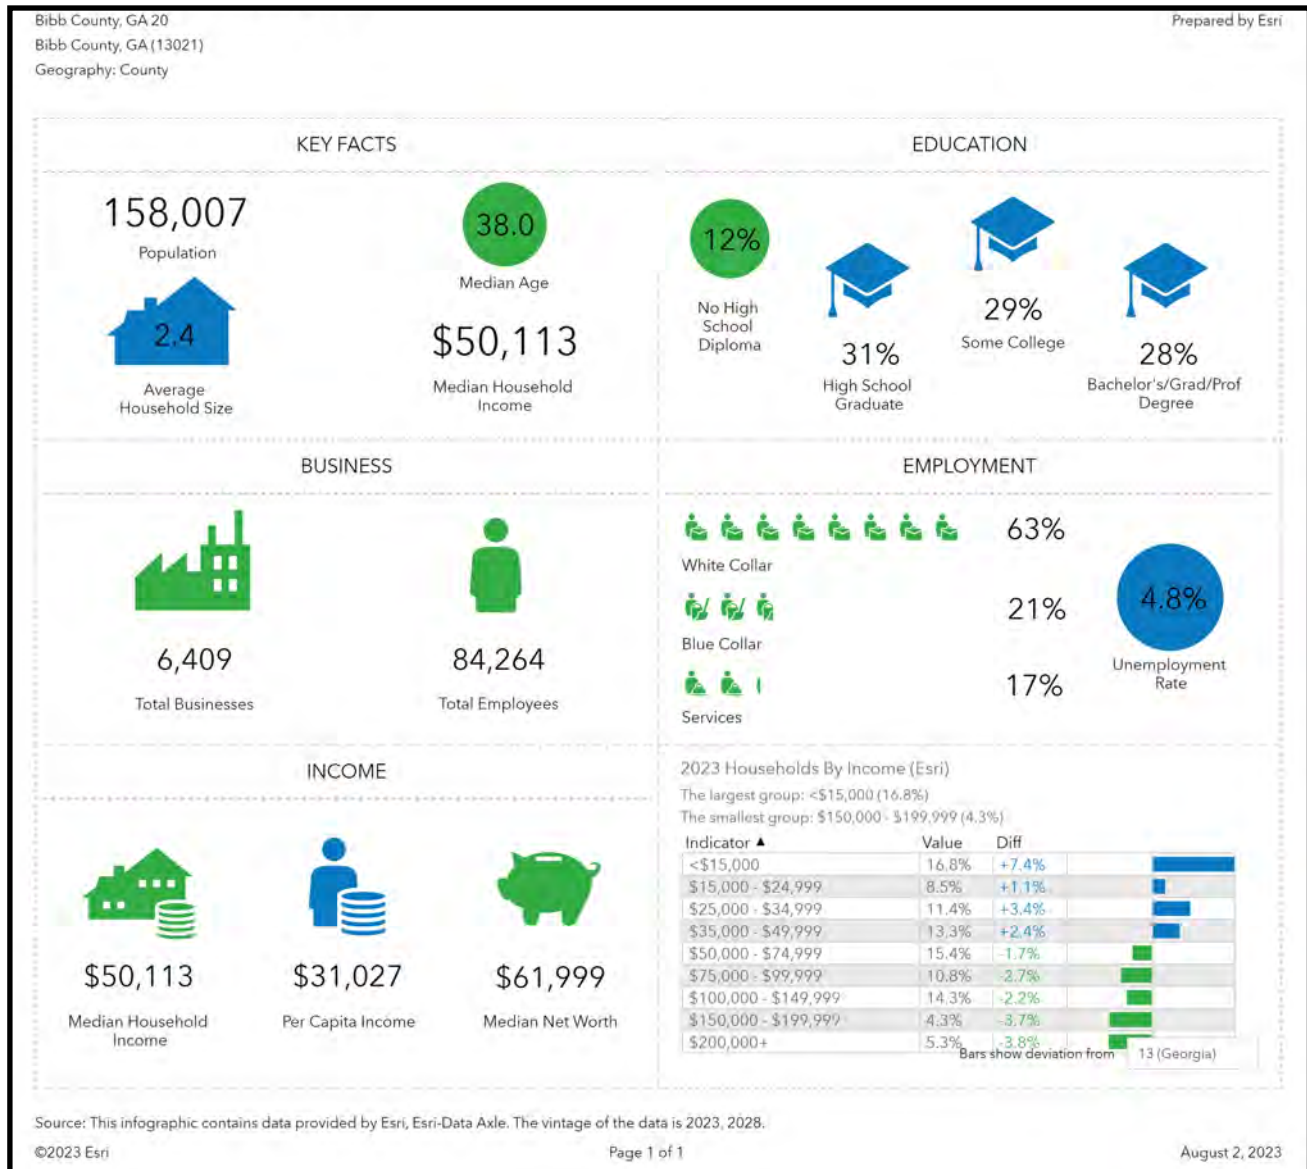 Bibb County, GA 20
Prepared by Esri
Bibb County, GA (13021)
Geography: County
KEY FACTS
158,007
Population
38.0
Median Age
2.4
Average
Household Size
$50,113
Median Household
Income
EDUCATION
12%
No High
School
Diploma
31%
High School
Graduate
29%
Some College
28%
Bachelor's/Grad/Prof
Degree
BUSINESS
6,409
Total Businesses
84,264
Total Employees
EMPLOYMENT
63%
White Collar
21%
Blue Collar
17%
Services
4.8%
Unemployment
Rate
INCOME
$50,113
Median Household
Income
$31,027
Per Capita Income
$61,999
Median Net Worth
2023 Households By Income (Esri)
The largest group: <$15,000 (16.8%)
The smallest group: $150,000 - $199,999 (4.3%)
Indicator ▲ Value Diff
<$15,000 16.8% +7.4%
$15,000 - $24,999 8.5% +1.1%
$25,000 - $34,999 11.4% +3.4%
$35,000 - $49,999 13.3% +2.4%
$50,000 - $74,999 15.4% -1.7%
$75,000 - $99,999 10.8% -2.7%
$100,000 - $149,999 14.3% -2.2%
$150,000 - $199,999 4.3% -3.7%
$200,000+ 5.3% -3.8%
Bars show deviation from 13 (Georgia)
Source: This infographic contains data provided by Esri, Esri-Data Axle. The vintage of the data is 2023, 2028.
©2023 Esri Page 1 of 1 August 2, 2023